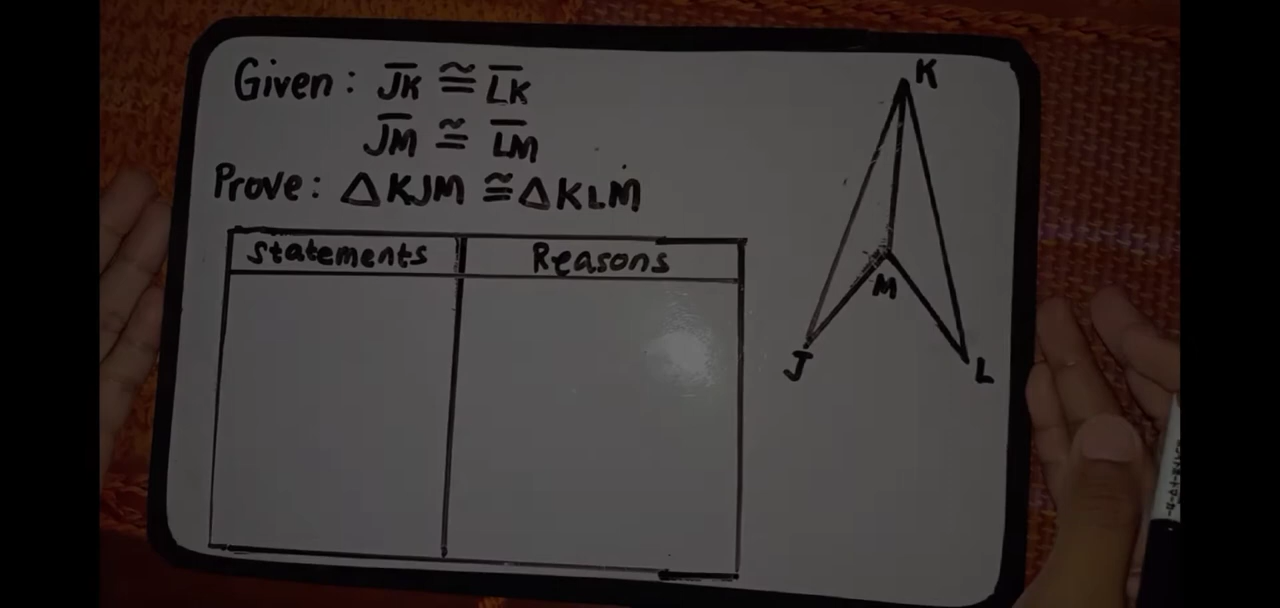 Given: JK ≅ LK
JM ≅ LM
Prove: △KJM ≅ △KLM
Statements
Reasons
K
M
J
L